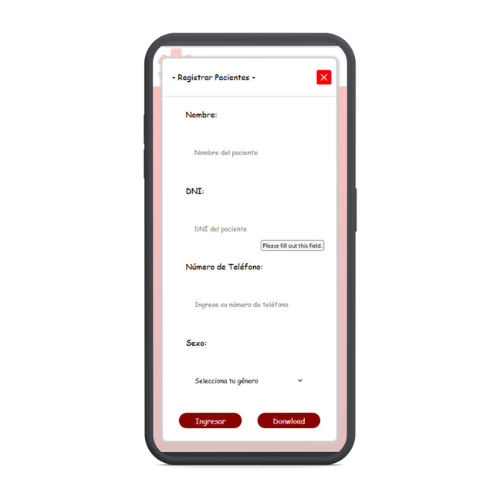 - Registrar Pacientes -
Nombre:
Nombre del paciente
DNI:
DNI del paciente
Please fill out this field.
Número de Teléfono:
Ingrese su número de teléfono
Sexo:
Selecciona tu género
Ingresar Donwload